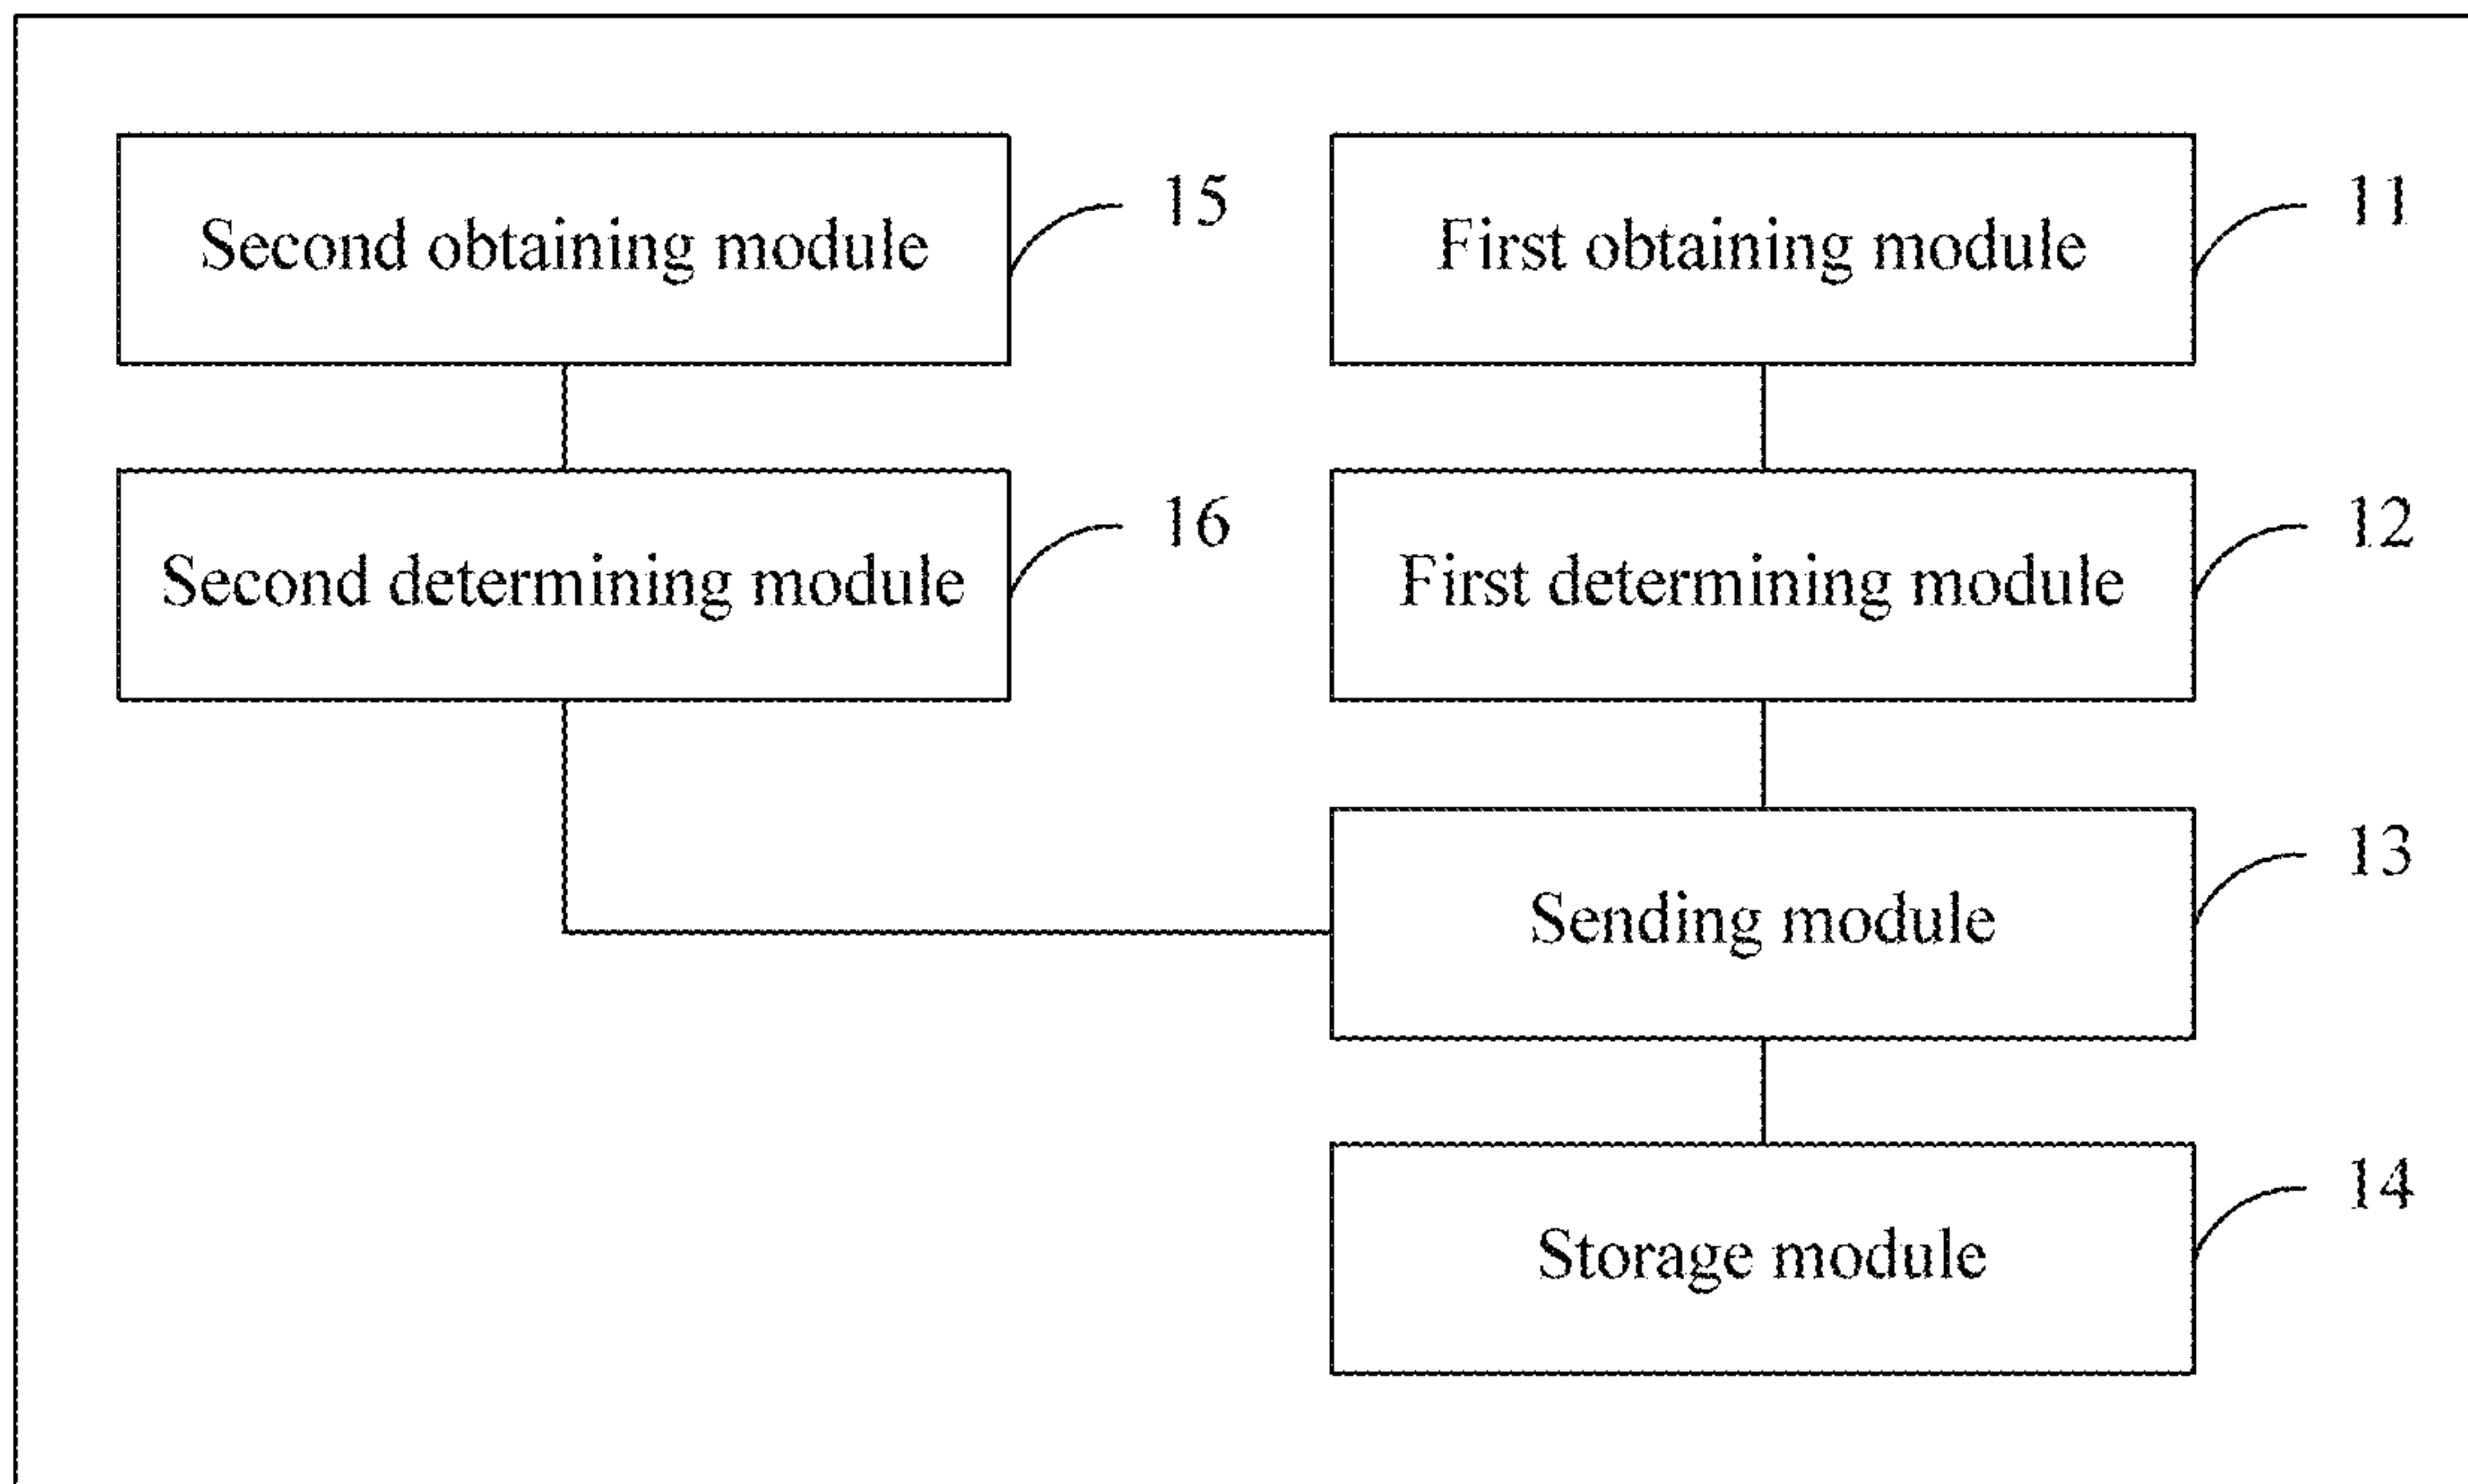 Second obtaining module
15
First obtaining module
11
Second determining module
16
First determining module
12
Sending module
13
Storage module
14